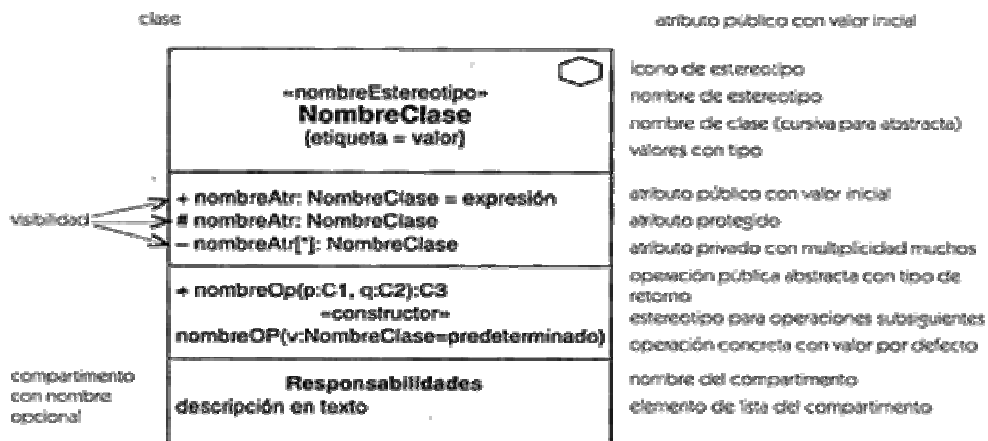 clase
atributo público con valor inicial
icono de estereotipo
«nombreEstereotipo»
nombre de estereotipo
NombreClase
nombre de clase (cursiva para abstracta)
(etiqueta = valor)
valores con tipo
+ nombreAtr: NombreClase = expresión
atributo público con valor inicial
visibilidad
# nombreAtr: NombreClase
atributo protegido
– nombreAtr[*]: NombreClase
atributo privado con multiplicidad muchos
+ nombreOp(p:C1, q:C2):C3
operación pública abstracta con tipo de
retorno
«constructor»
estereotipo para operaciones subsiguientes
nombreOP(v:NombreClase=predeterminado)
operación concreta con valor por defecto
compartimento
con nombre
opcional
Responsabilidades
nombre del compartimento
descripción en texto
elemento de lista del compartimento